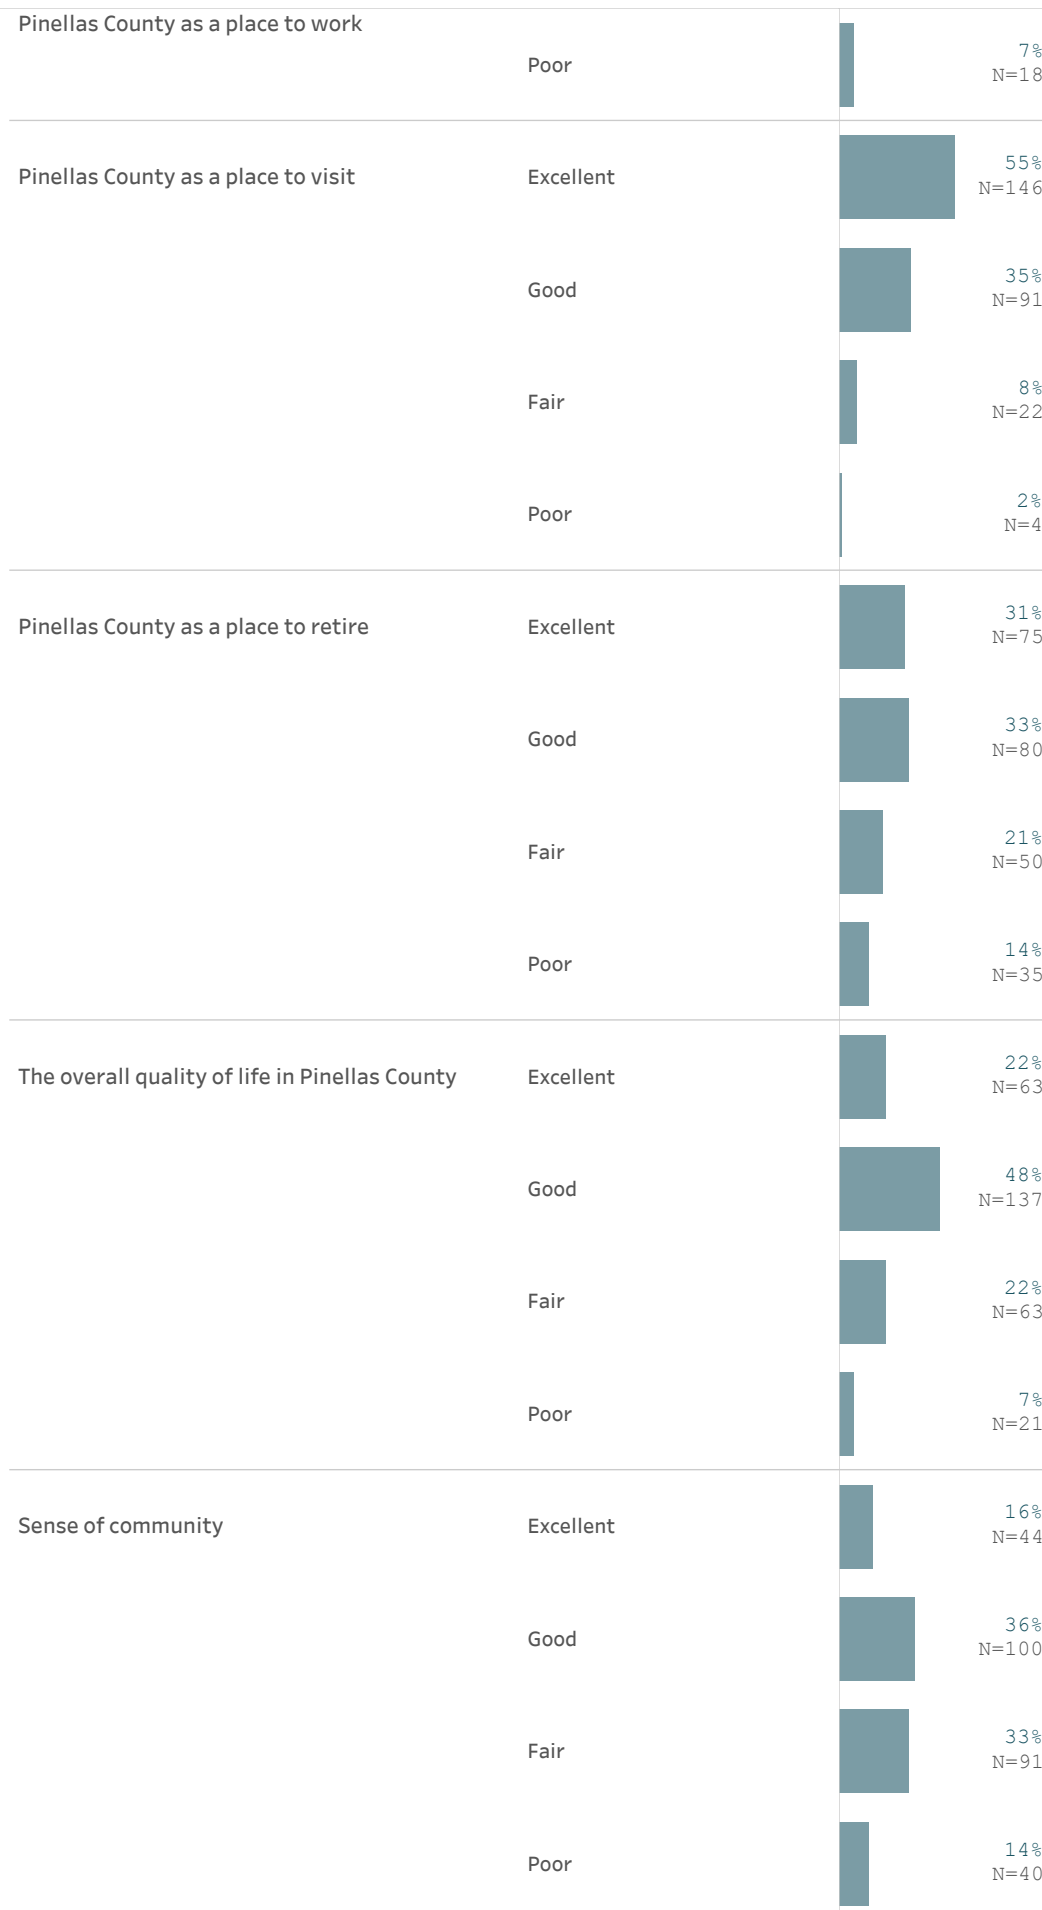 Pinellas County as a place to work
Poor
7%
N=18
Pinellas County as a place to visit
Excellent
55%
N=146
Good
35%
N=91
Fair
8%
N=22
Poor
2%
N=4
Pinellas County as a place to retire
Excellent
31%
N=75
Good
33%
N=80
Fair
21%
N=50
Poor
14%
N=35
The overall quality of life in Pinellas County
Excellent
22%
N=63
Good
48%
N=137
Fair
22%
N=63
Poor
7%
N=21
Sense of community
Excellent
16%
N=44
Good
36%
N=100
Fair
33%
N=91
Poor
14%
N=40